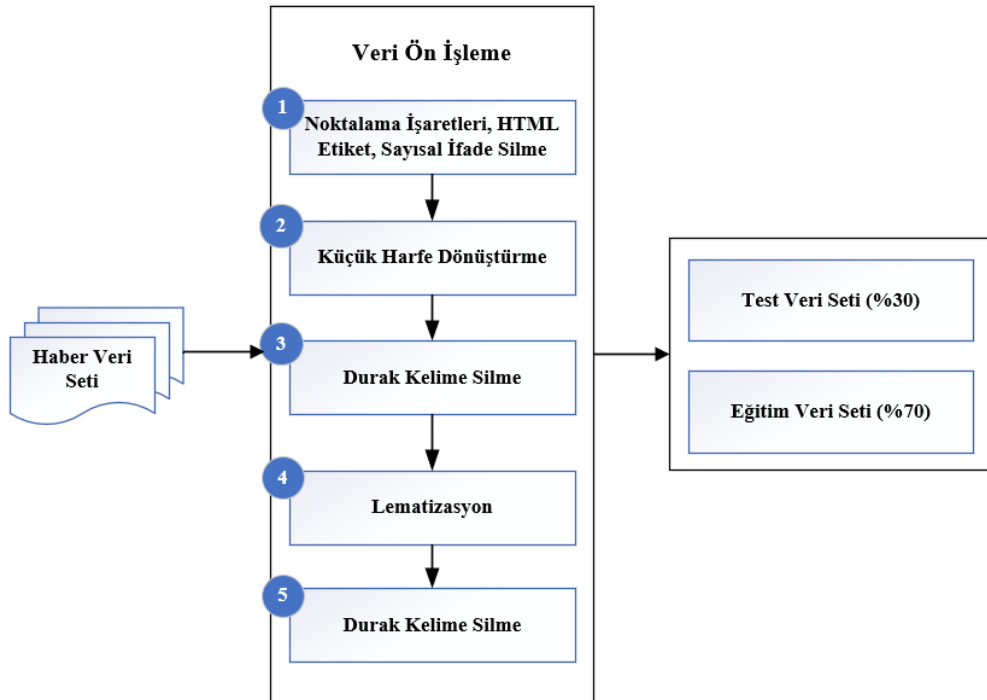 Veri Ön İşleme
1
Noktalama İşaretleri, HTML
Etiket, Sayısal İfade Silme
2
Küçük Harfe Dönüştürme
3
Durak Kelime Silme
4
Lematizasyon
5
Durak Kelime Silme
Haber Veri
Seti
Test Veri Seti (%30)
Eğitim Veri Seti (%70)